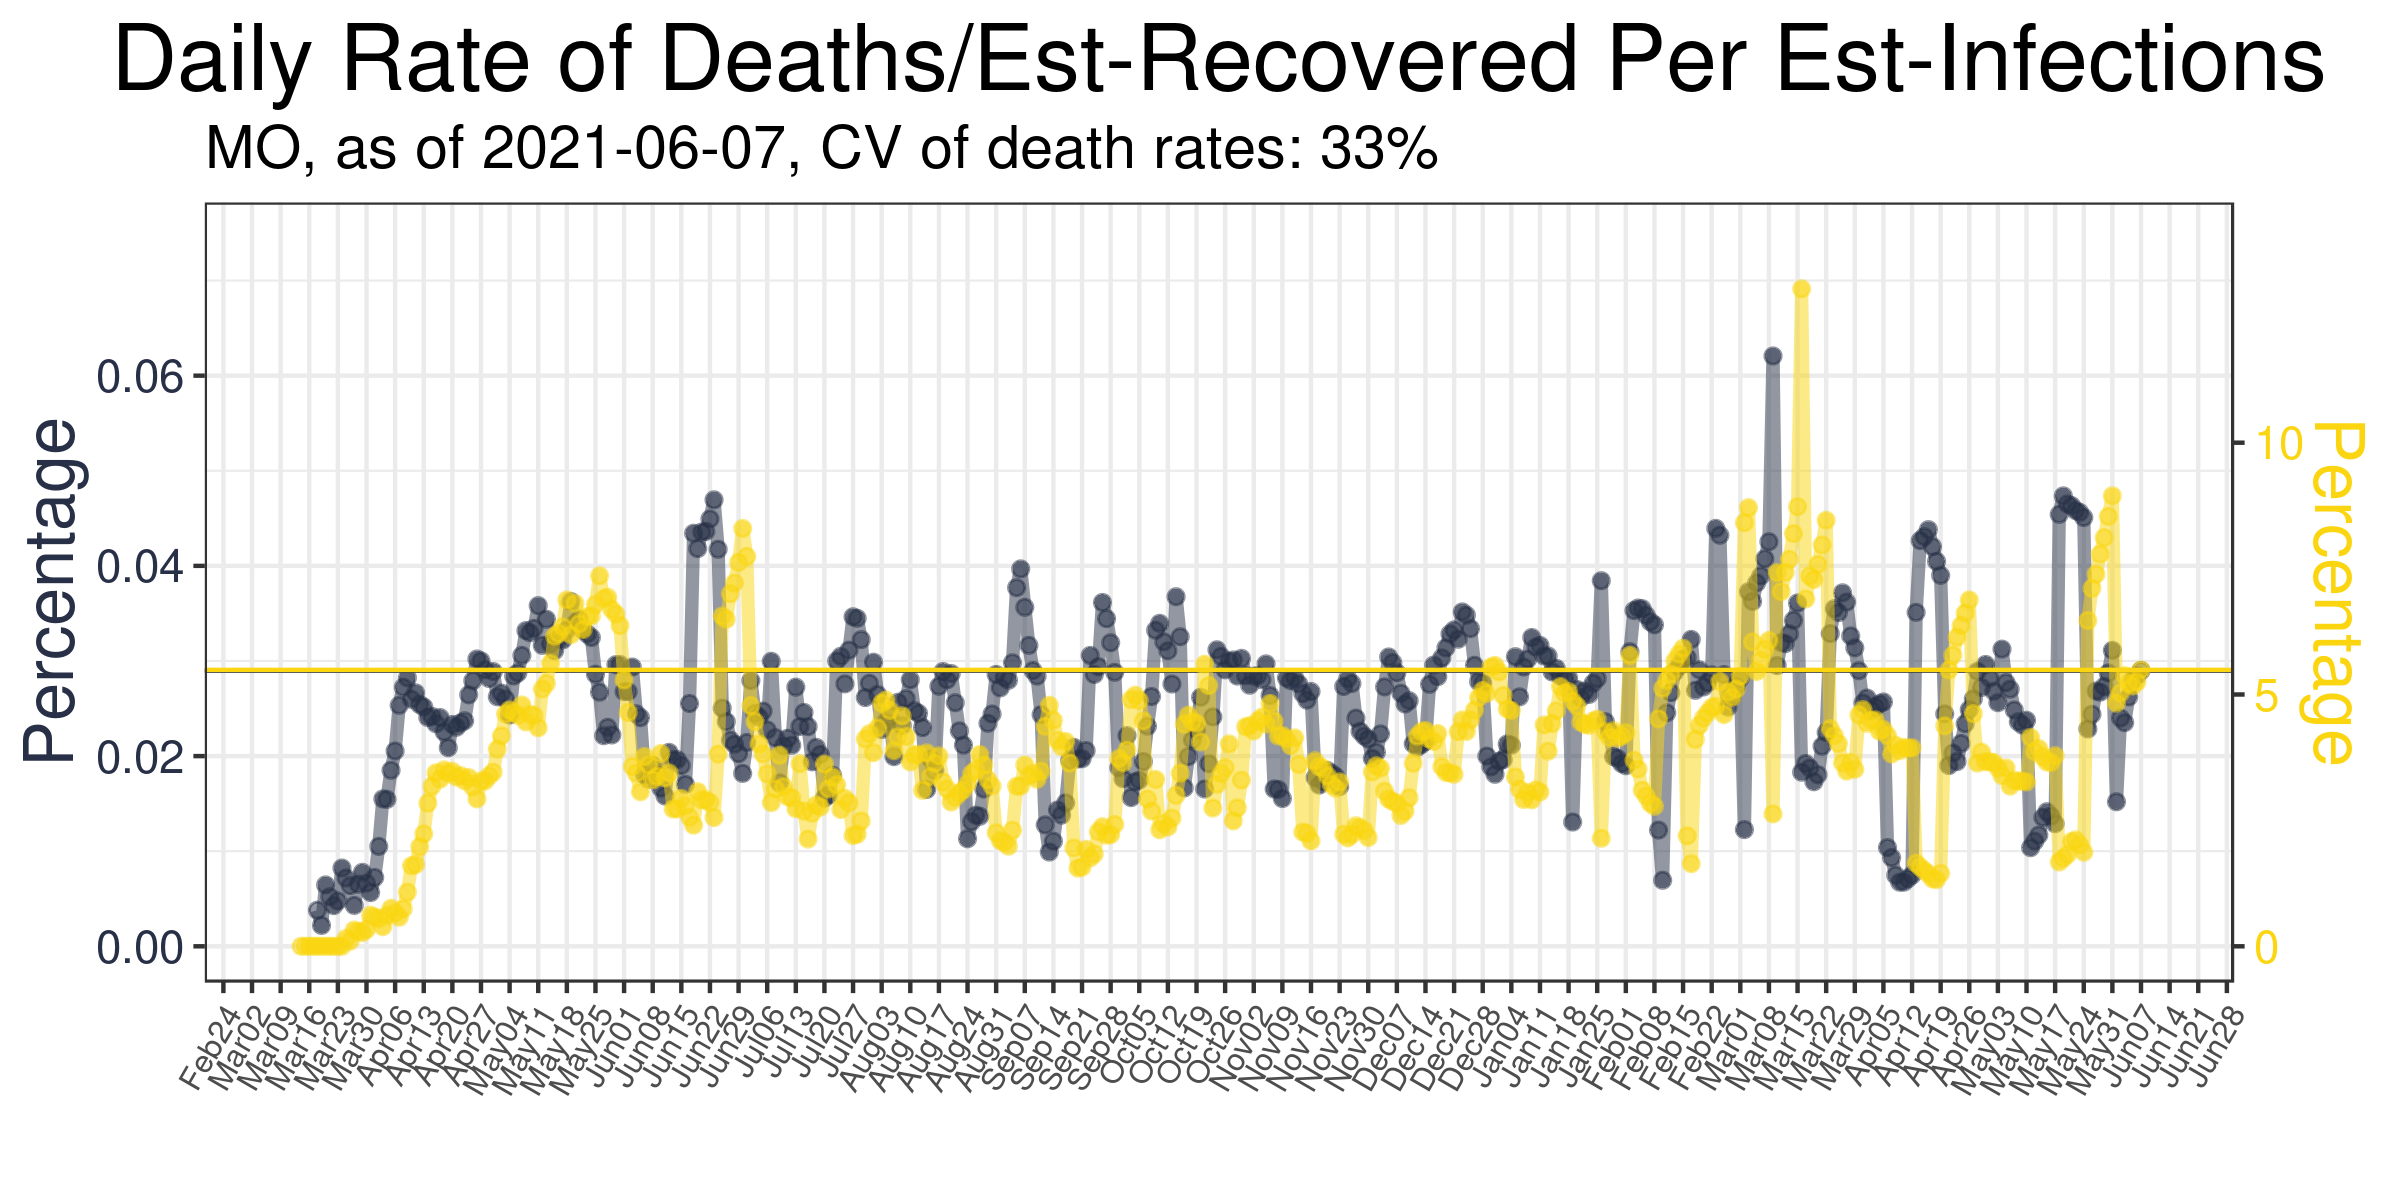 Daily Rate of Deaths/Est-Recovered Per Est-Infections
MO, as of 2021-06-07, CV of death rates: 33%
Percentage
0.06
0.04
0.02
0.00
10
5
0
Percentage
Feb24
Mar02
Mar09
Mar16
Mar23
Mar30
Apr06
Apr13
Apr20
Apr27
May04
May11
May18
May25
Jun01
Jun08
Jun15
Jun22
Jun29
Jul06
Jul13
Jul20
Jul27
Aug03
Aug10
Aug17
Aug24
Aug31
Sep07
Sep14
Sep21
Sep28
Oct05
Oct12
Oct19
Oct26
Nov02
Nov09
Nov16
Nov23
Nov30
Dec07
Dec14
Dec21
Dec28
Jan04
Jan11
Jan18
Jan25
Feb01
Feb08
Feb15
Feb22
Mar01
Mar08
Mar15
Mar22
Mar29
Apr05
Apr12
Apr19
Apr26
May03
May10
May17
May24
May31
Jun07
Jun14
Jun21
Jun28